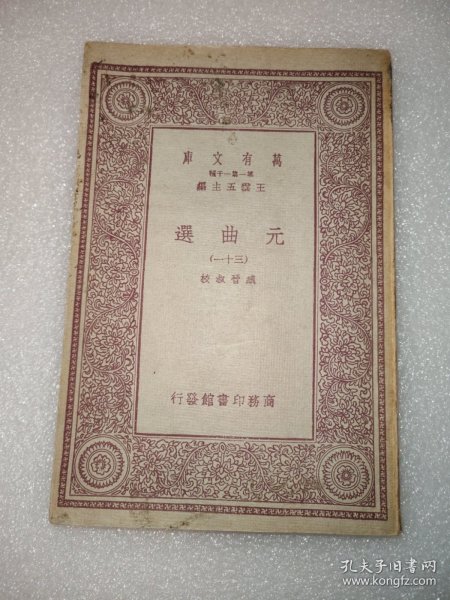 萬有文庫
第一集一千種
王雲五主編
元曲選
(三十一)
臧晉叔校
商務印書館發行
孔夫子旧书网
www.kongfz.com